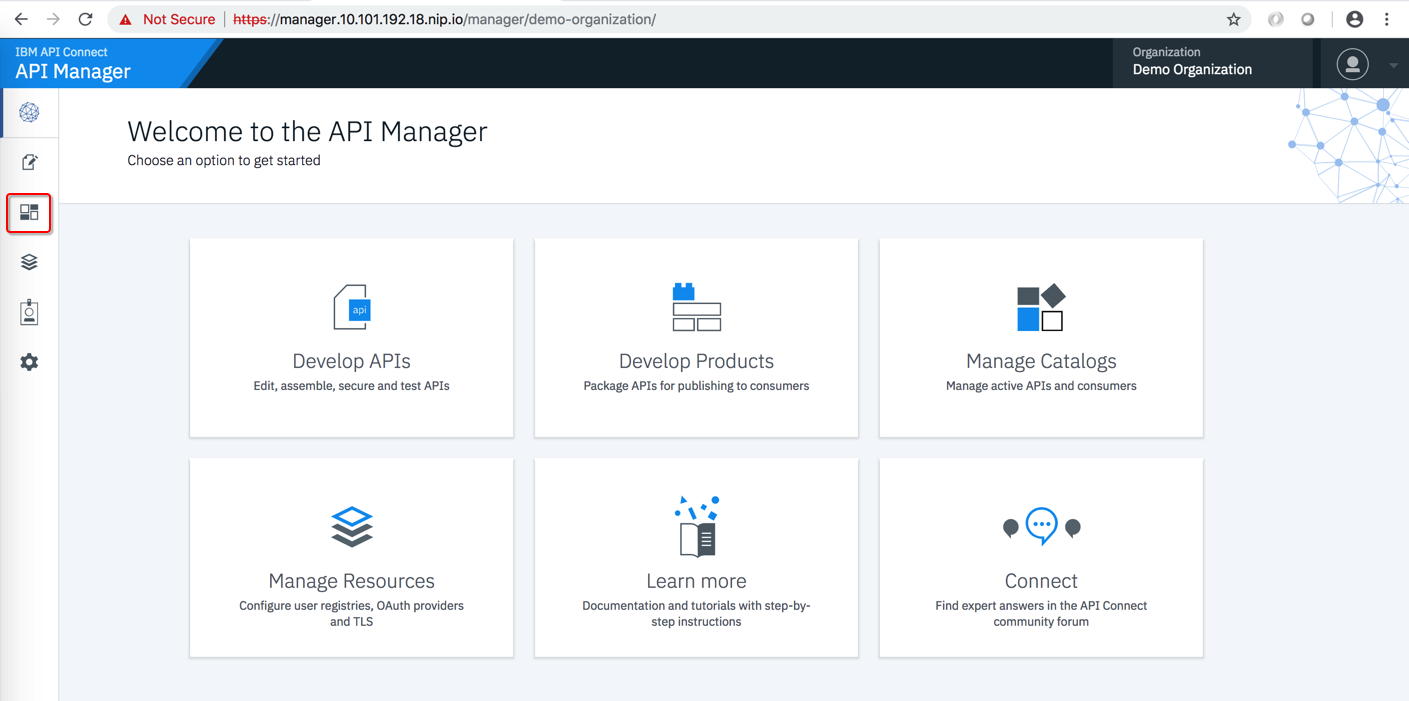 Not Secure | https://manager.10.101.192.18.nip.io/manager/demo-organization/
IBM API Connect
API Manager
Organization
Demo Organization
Welcome to the API Manager
Choose an option to get started
api
Develop APIs
Edit, assemble, secure and test APIs
Develop Products
Package APIs for publishing to consumers
Manage Catalogs
Manage active APIs and consumers
Manage Resources
Configure user registries, OAuth providers
and TLS
Learn more
Documentation and tutorials with step-by-
step instructions
Connect
Find expert answers in the API Connect
community forum